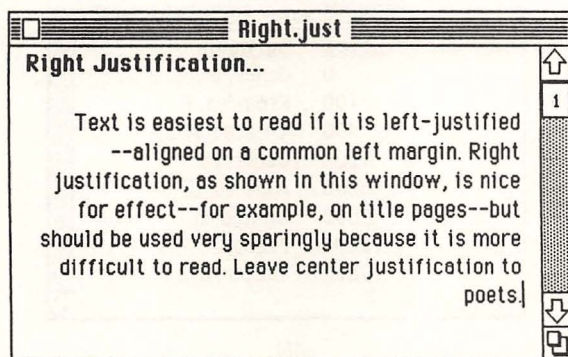 Right.just
Right Justification...
1
Text is easiest to read if it is left-justified
--aligned on a common left margin. Right
justification, as shown in this window, is nice
for effect--for example, on title pages--but
should be used very sparingly because it is more
difficult to read. Leave center justification to
poets.